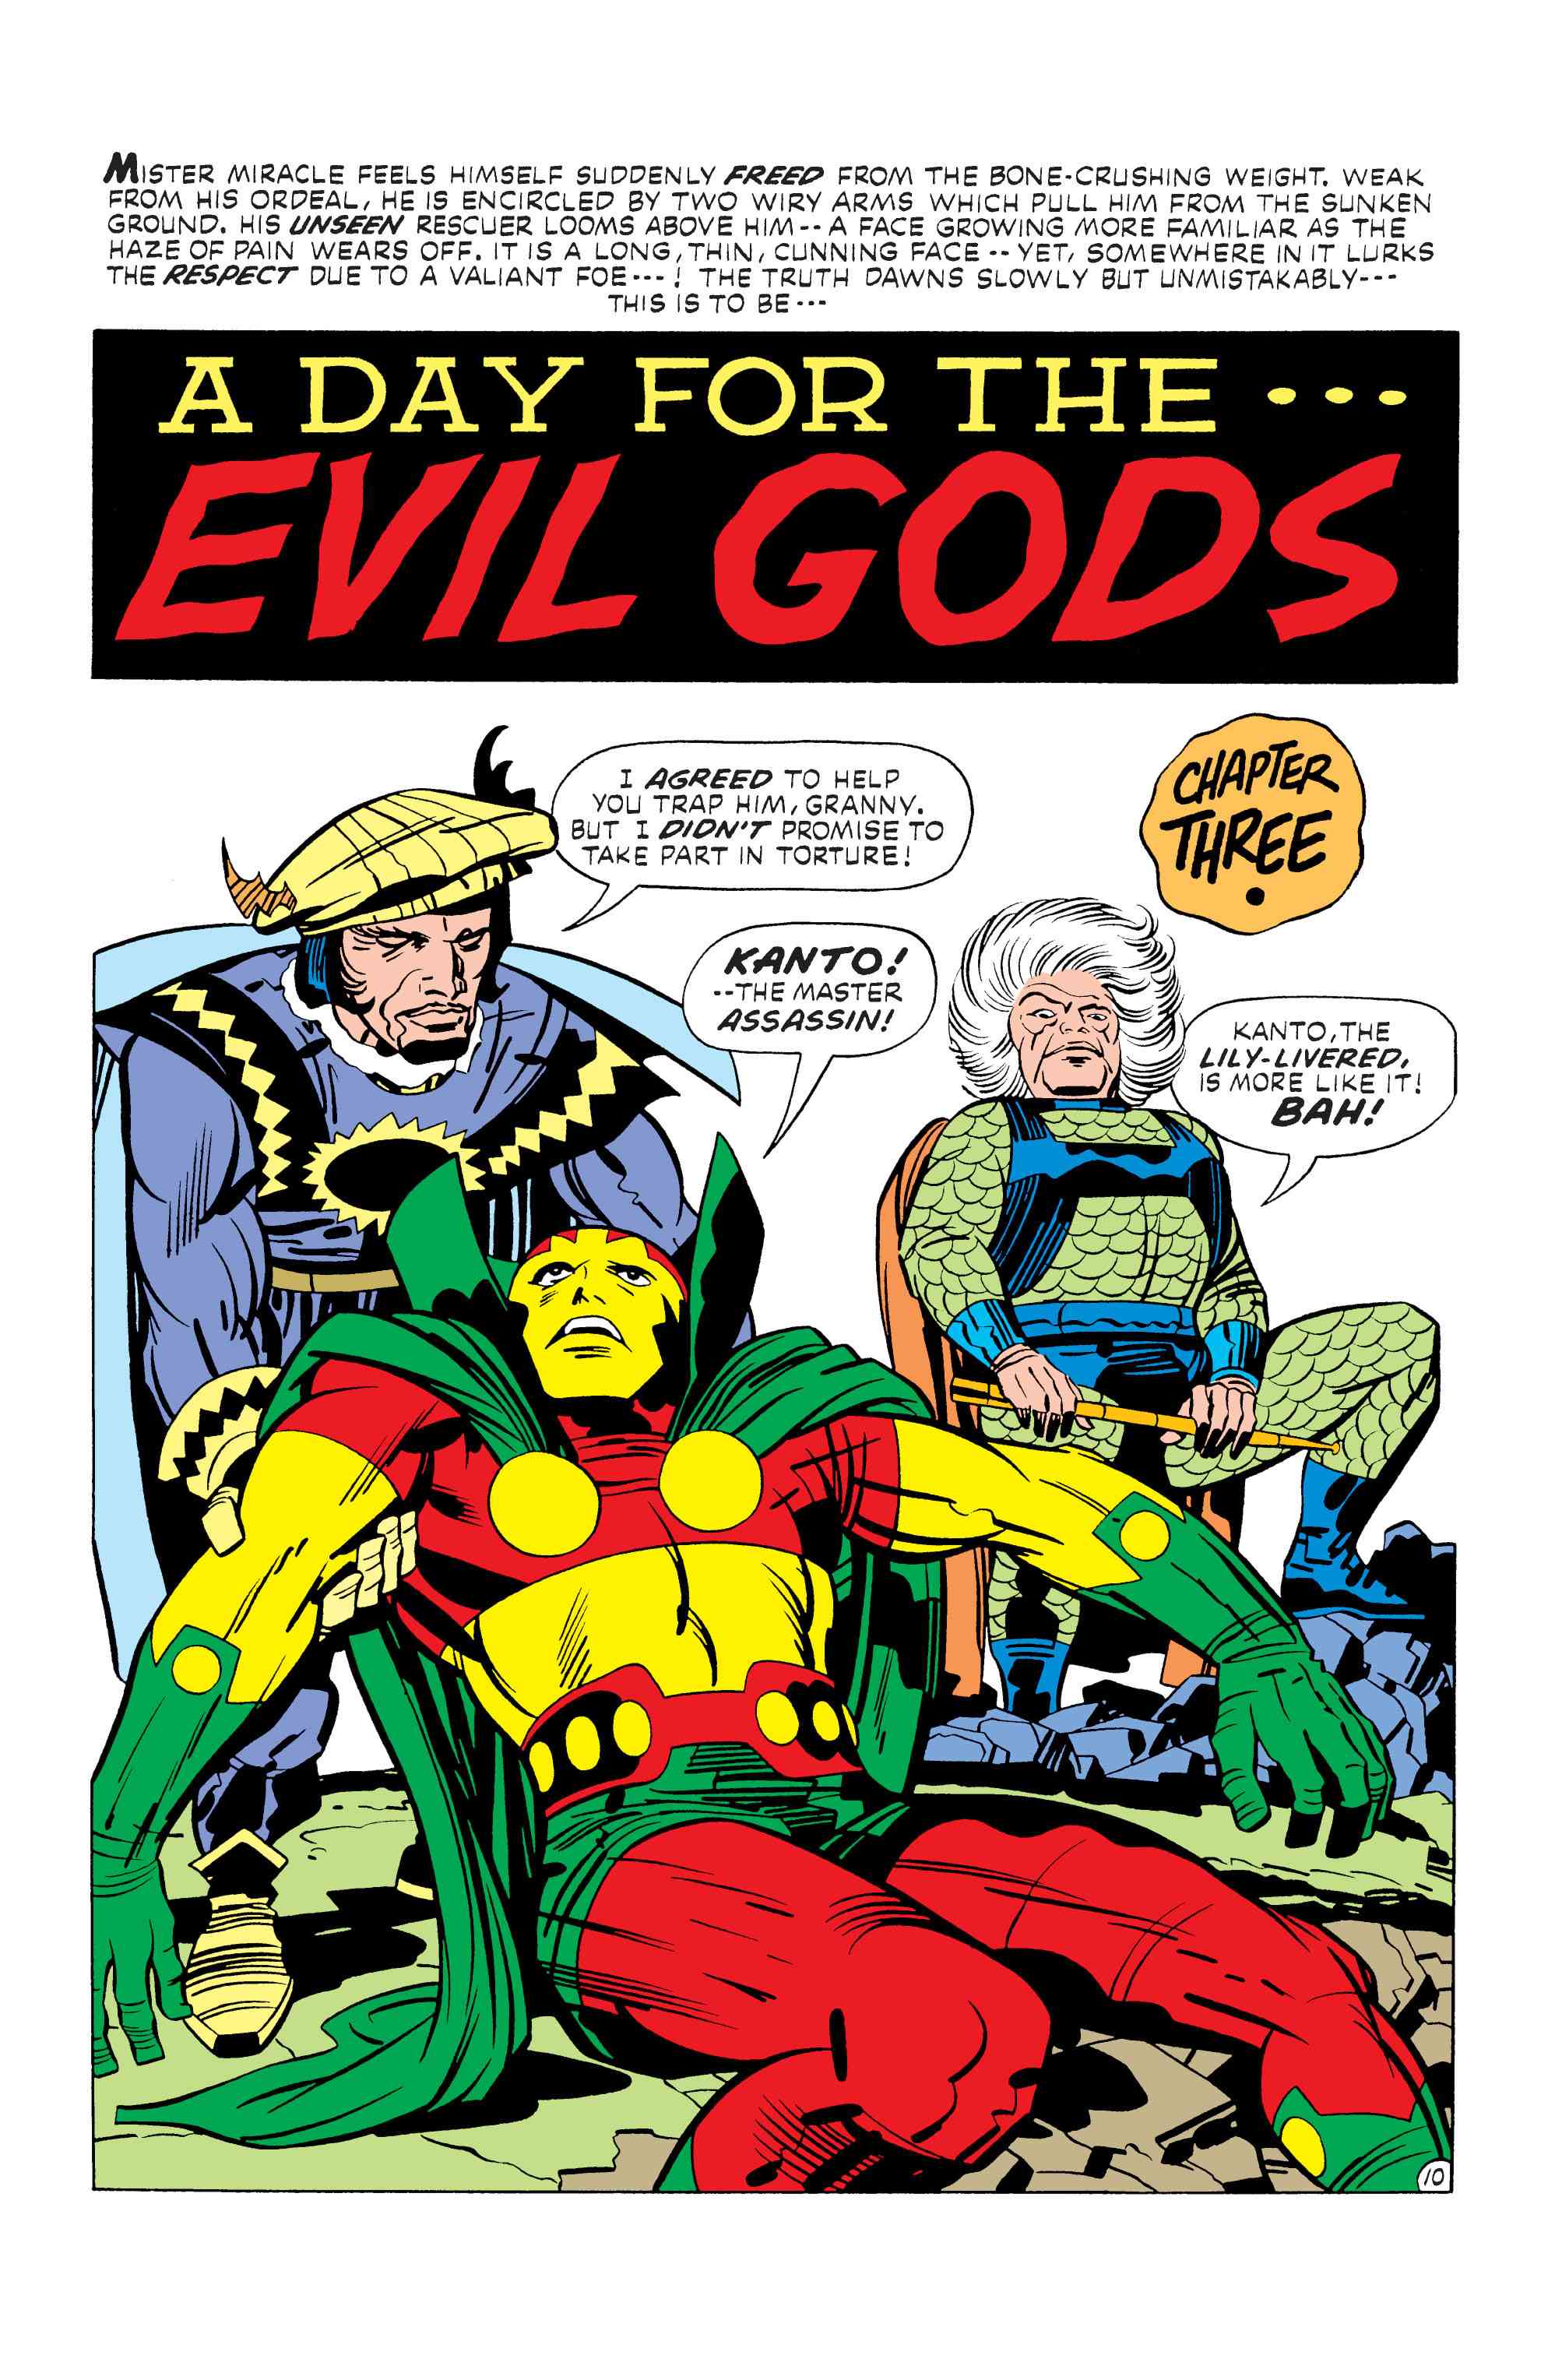 MISTER MIRACLE FEELS HIMSELF SUDDENLY FREED FROM THE BONE-CRUSHING WEIGHT. WEAK
FROM HIS ORDEAL, HE IS ENCIRCLED BY TWO WIRY ARMS WHICH PULL HIM FROM THE SUNKEN
GROUND. HIS UNSEEN RESCUER LOOMS ABOVE HIM-- A FACE GROWING MORE FAMILIAR AS THE
HAZE OF PAIN WEARS OFF. IT IS A LONG, THIN, CUNNING FACE -- YET, SOMEWHERE IN IT LURKS
THE RESPECT DUE TO A VALIANT FOE---! THE TRUTH DAWNS SLOWLY BUT UNMISTAKABLY---
THIS IS TO BE---
A DAY FOR THE...
EVIL GODS
CHAPTER
THREE
I AGREED TO HELP
YOU TRAP HIM, GRANNY.
BUT I DIDN'T PROMISE TO
TAKE PART IN TORTURE!
KANTO!
--THE MASTER
ASSASSIN!
KANTO, THE
LILY-LIVERED,
IS MORE LIKE IT!
BAH!
10